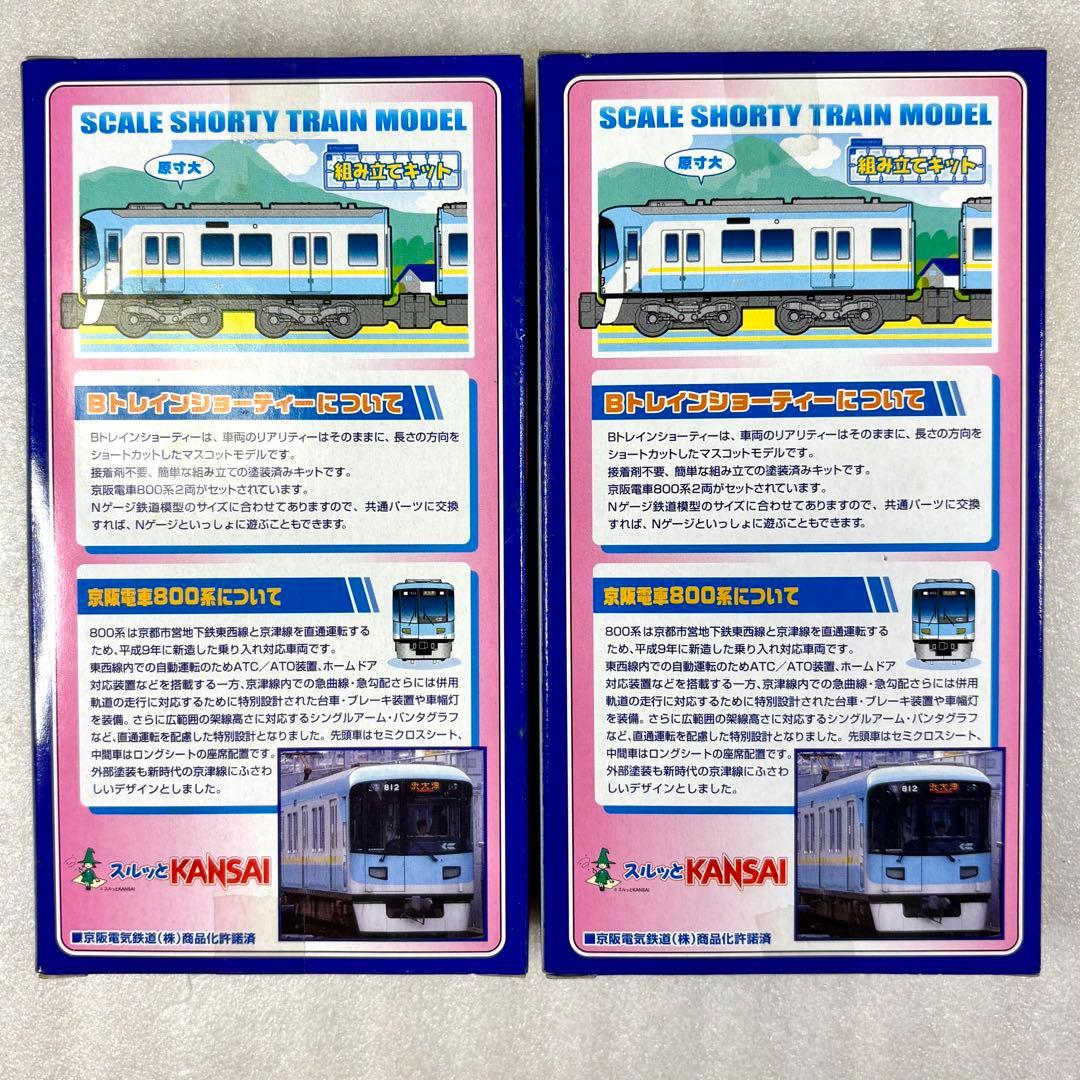 SCALE SHORTY TRAIN MODEL
原寸大
組み立てキット
Bトレインショーティーについて
Bトレインショーティーは、車両のリアリティーはそのままに、長さの方向を
ショートカットしたマスコットモデルです。
接着剤不要、簡単な組み立ての塗装済みキットです。
京阪電車800系2両がセットされています。
Nゲージ鉄道模型のサイズに合わせてありますので、共通パーツに交換
すれば、Nゲージといっしょに遊ぶこともできます。
京阪電車800系について
800系は京都市営地下鉄東西線と京津線を直通運転する
ため、平成9年に新造した乗り入れ対応車両です。
東西線内での自動運転のためATC／ATO装置、ホームドア
対応装置などを搭載する一方、京津線内での急曲線・急勾配さらには併用
軌道の走行に対応するために特別設計された台車・ブレーキ装置や車幅灯
を装備。さらに広範囲の架線高さに対応するシングルアーム・パンタグラフ
など、直通運転を配慮した特別設計となりました。先頭車はセミクロスシート、
中間車はロングシートの座席配置です。
外部塗装も新時代の京津線にふさわ
しいデザインとしました。
812
浜大津
スルッとKANSAI
©スルッとKANSAI
■京阪電気鉄道(株)商品化許諾済
SCALE SHORTY TRAIN MODEL
原寸大
組み立てキット
Bトレインショーティーについて
Bトレインショーティーは、車両のリアリティーはそのままに、長さの方向を
ショートカットしたマスコットモデルです。
接着剤不要、簡単な組み立ての塗装済みキットです。
京阪電車800系2両がセットされています。
Nゲージ鉄道模型のサイズに合わせてありますので、共通パーツに交換
すれば、Nゲージといっしょに遊ぶこともできます。
京阪電車800系について
800系は京都市営地下鉄東西線と京津線を直通運転する
ため、平成9年に新造した乗り入れ対応車両です。
東西線内での自動運転のためATC／ATO装置、ホームドア
対応装置などを搭載する一方、京津線内での急曲線・急勾配さらには併用
軌道の走行に対応するために特別設計された台車・ブレーキ装置や車幅灯
を装備。さらに広範囲の架線高さに対応するシングルアーム・パンタグラフ
など、直通運転を配慮した特別設計となりました。先頭車はセミクロスシート、
中間車はロングシートの座席配置です。
外部塗装も新時代の京津線にふさわ
しいデザインとしました。
812
浜大津
スルッとKANSAI
©スルッとKANSAI
■京阪電気鉄道(株)商品化許諾済